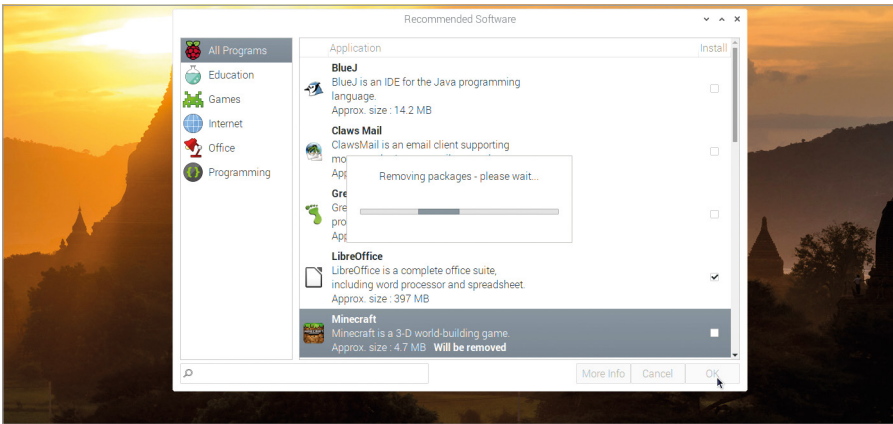 Recommended Software
All Programs
Education
Games
Internet
Office
Programming
Application
Install
BlueJ
BlueJ is an IDE for the Java programming
language.
Approx. size : 14.2 MB
Claws Mail
ClawsMail is an email client supporting
Removing packages - please wait...
LibreOffice
LibreOffice is a complete office suite,
including word processor and spreadsheet.
Approx. size : 397 MB
Minecraft
Minecraft is a 3-D world-building game.
Approx. size : 4.7 MB Will be removed
More Info
Cancel
OK